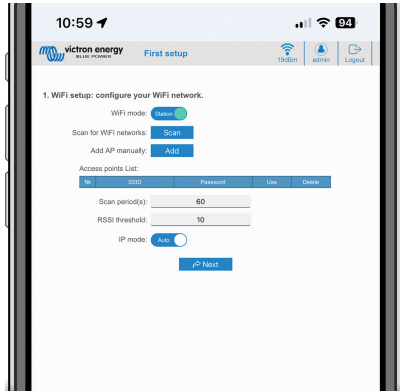 10:59
94
victron energy
BLUE POWER
First setup
19dBm
admin
Logout
1. WiFi setup: configure your WiFi network.
WiFi mode: Station
Scan for WiFi networks: Scan
Add AP manually: Add
Access points List:
№ SSID Password Use Delete
Scan period(s): 60
RSSI threshold: 10
IP mode: Auto
Next